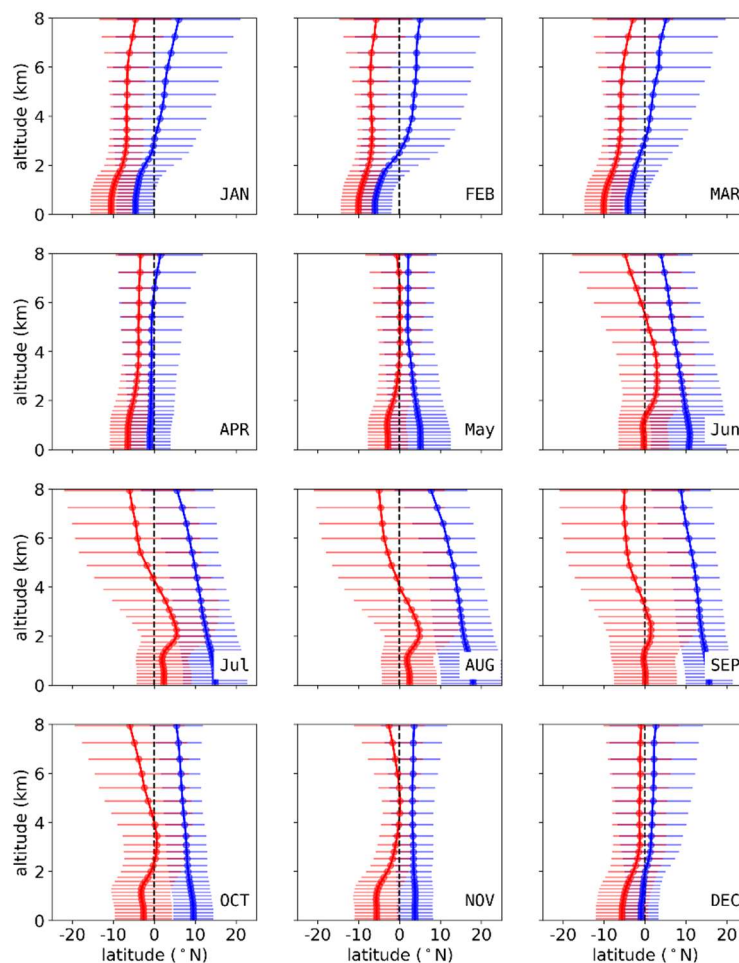 8
6
4
2
0
altitude (km)
JAN
FEB
MAR
8
6
4
2
0
altitude (km)
APR
May
Jun
8
6
4
2
0
altitude (km)
Jul
AUG
SEP
8
6
4
2
0
altitude (km)
OCT
NOV
DEC
-20 -10 0 10 20
-20 -10 0 10 20
-20 -10 0 10 20
latitude (°N)
latitude (°N)
latitude (°N)